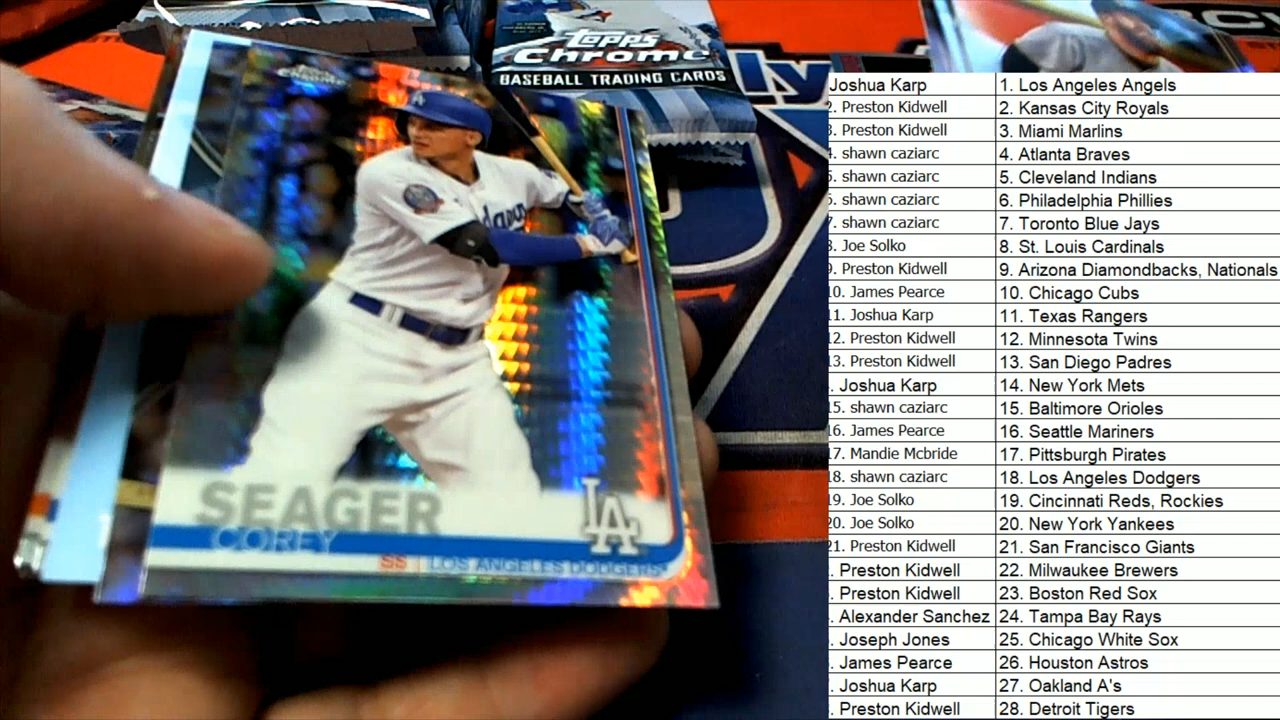 Topps
Chrome
BASEBALL TRADING CARDS
ly
Chrome
Dodgers
SEAGER
COREY
LA
SS LOS ANGELES DODGERS
Joshua Karp 1. Los Angeles Angels
2. Preston Kidwell 2. Kansas City Royals
3. Preston Kidwell 3. Miami Marlins
4. shawn caziarc 4. Atlanta Braves
5. shawn caziarc 5. Cleveland Indians
6. shawn caziarc 6. Philadelphia Phillies
7. shawn caziarc 7. Toronto Blue Jays
8. Joe Solko 8. St. Louis Cardinals
9. Preston Kidwell 9. Arizona Diamondbacks, Nationals
10. James Pearce 10. Chicago Cubs
11. Joshua Karp 11. Texas Rangers
12. Preston Kidwell 12. Minnesota Twins
13. Preston Kidwell 13. San Diego Padres
. Joshua Karp 14. New York Mets
15. shawn caziarc 15. Baltimore Orioles
16. James Pearce 16. Seattle Mariners
17. Mandie Mcbride 17. Pittsburgh Pirates
18. shawn caziarc 18. Los Angeles Dodgers
19. Joe Solko 19. Cincinnati Reds, Rockies
20. Joe Solko 20. New York Yankees
21. Preston Kidwell 21. San Francisco Giants
. Preston Kidwell 22. Milwaukee Brewers
. Preston Kidwell 23. Boston Red Sox
. Alexander Sanchez 24. Tampa Bay Rays
. Joseph Jones 25. Chicago White Sox
. James Pearce 26. Houston Astros
. Joshua Karp 27. Oakland A's
. Preston Kidwell 28. Detroit Tigers